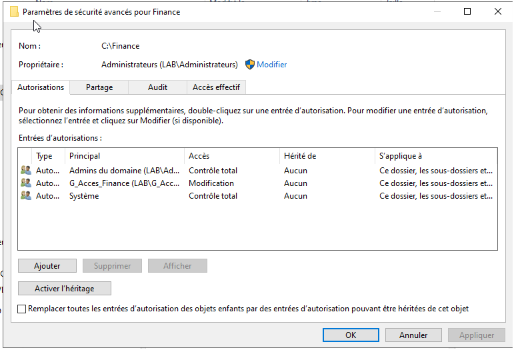 Paramètres de sécurité avancés pour Finance
Nom : C:\Finance
Propriétaire : Administrateurs (LAB\Administrateurs) Modifier
Autorisations Partage Audit Accès effectif
Pour obtenir des informations supplémentaires, double-cliquez sur une entrée d'autorisation. Pour modifier une entrée d'autorisation,
sélectionnez l'entrée et cliquez sur Modifier (si disponible).
Entrées d'autorisations :
Type Principal Accès Hérité de S'applique à
Auto... Admins du domaine (LAB\Ad... Contrôle total Aucun Ce dossier, les sous-dossiers et...
Auto... G_Acces_Finance (LAB\G_Acc... Modification Aucun Ce dossier, les sous-dossiers et...
Auto... Système Contrôle total Aucun Ce dossier, les sous-dossiers et...
Ajouter Supprimer Afficher
Activer l'héritage
Remplacer toutes les entrées d'autorisation des objets enfants par des entrées d'autorisation pouvant être héritées de cet objet
OK Annuler Appliquer